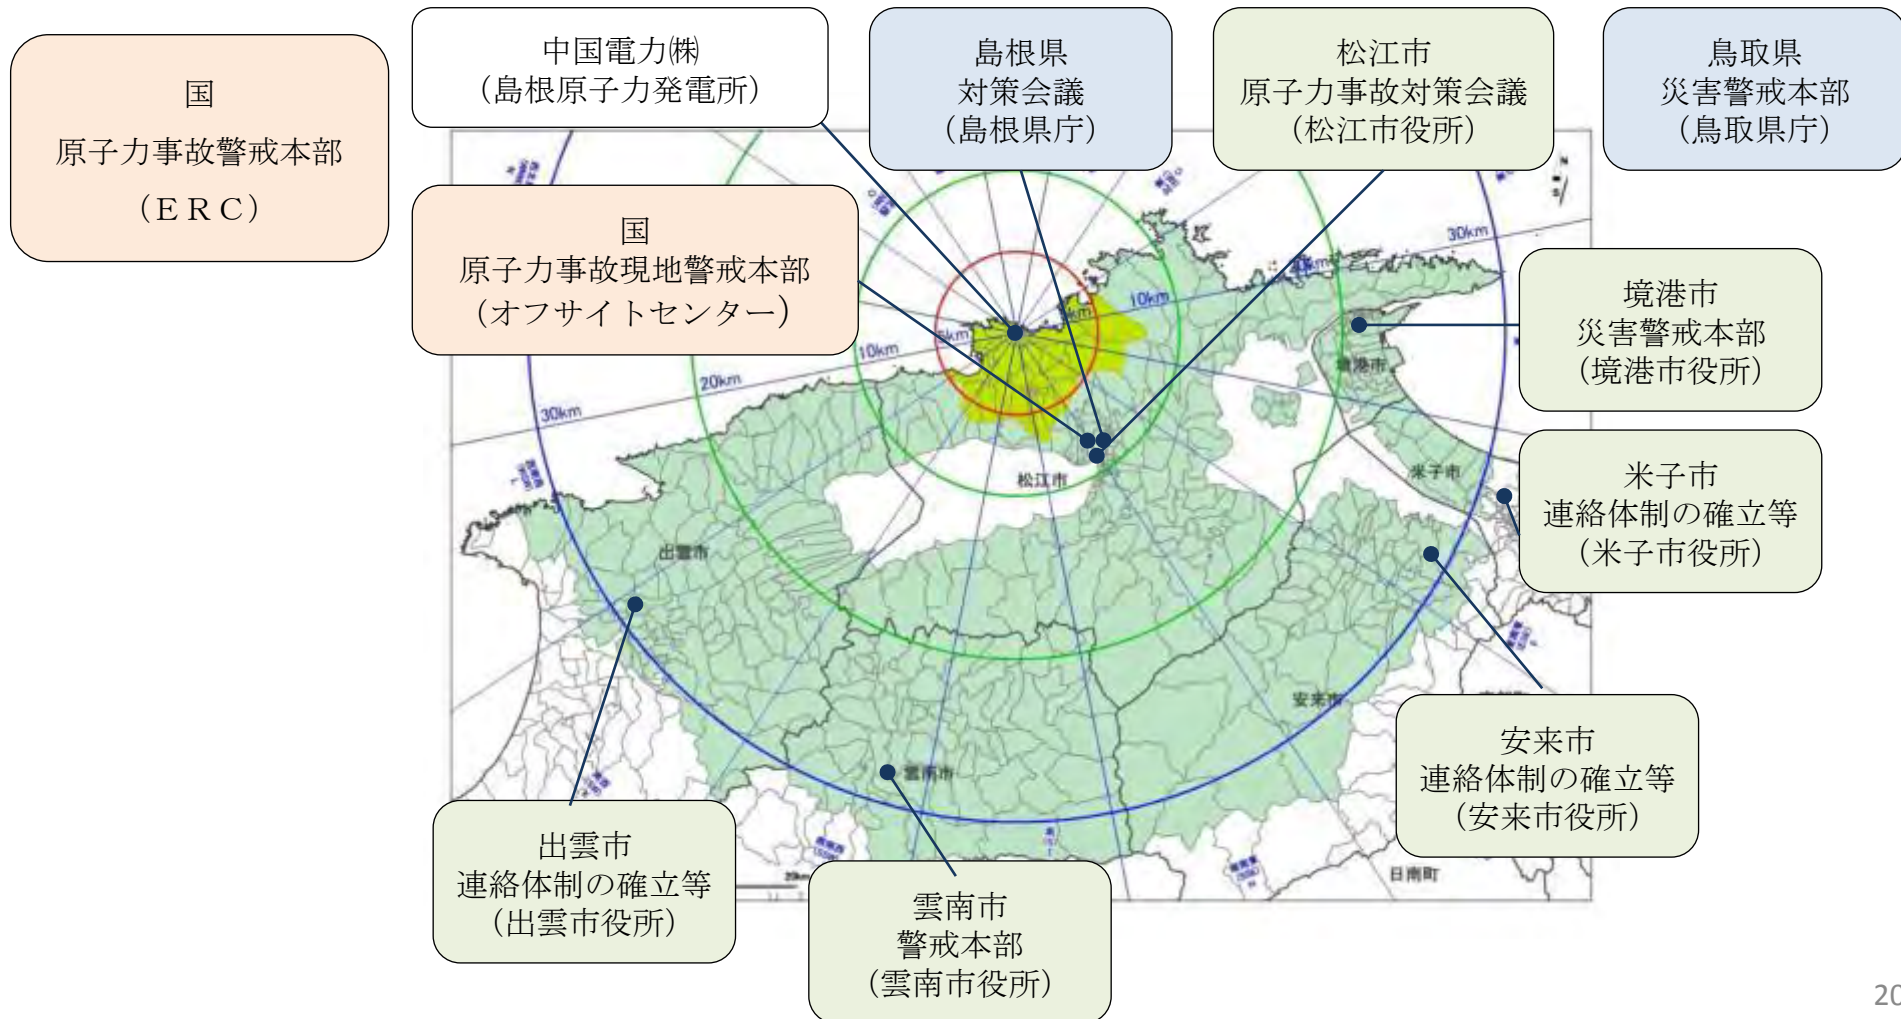 国
原子力事故警戒本部
（ＥＲＣ）
中国電力㈱
（島根原子力発電所）
島根県
対策会議
（島根県庁）
松江市
原子力事故対策会議
（松江市役所）
鳥取県
災害警戒本部
（鳥取県庁）
国
原子力事故現地警戒本部
（オフサイトセンター）
30km
10km
10km
20km
30km
境港市
災害警戒本部
（境港市役所）
境港市
米子市
松江市
出雲市
米子市
連絡体制の確立等
（米子市役所）
安来市
雲南市
安来市
連絡体制の確立等
（安来市役所）
出雲市
連絡体制の確立等
（出雲市役所）
日南町
20km
雲南市
警戒本部
（雲南市役所）
20